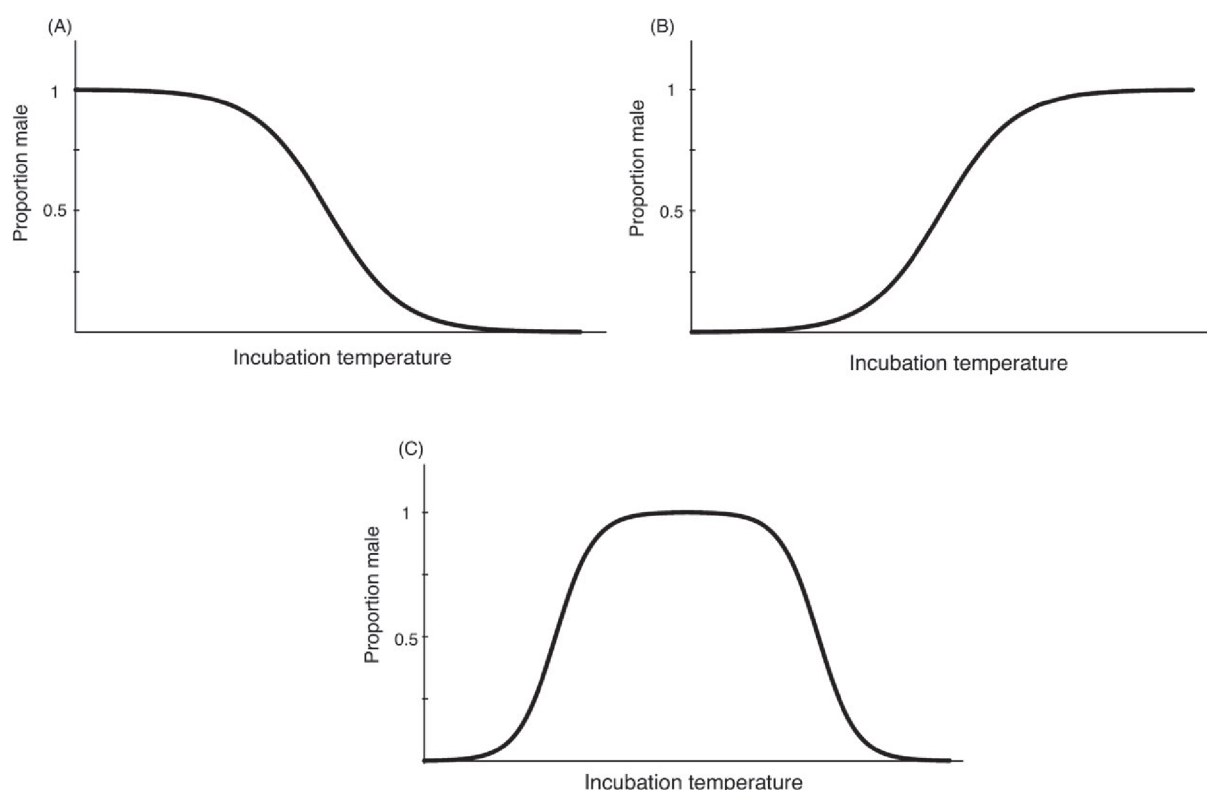 (A)
1
0.5
Proportion male
Incubation temperature
(B)
1
0.5
Proportion male
Incubation temperature
(C)
1
0.5
Proportion male
Incubation temperature